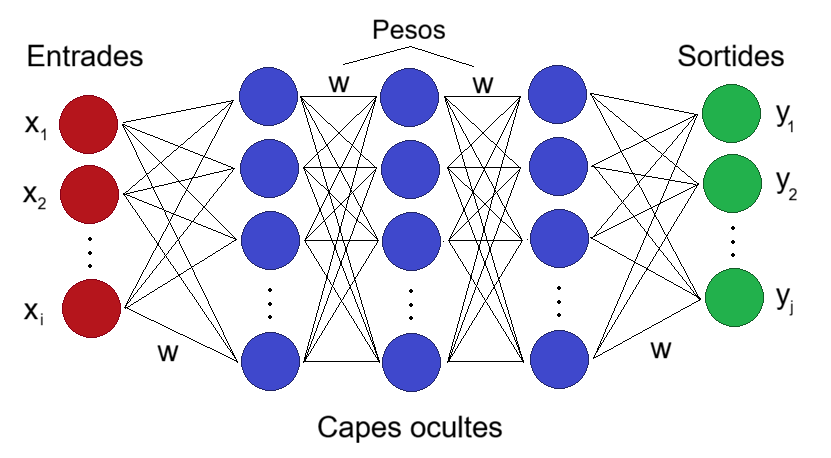 Pesos
Entrades
Sortides
w
w
x1
x2
xi
y1
y2
yj
w
w
Capes ocultes